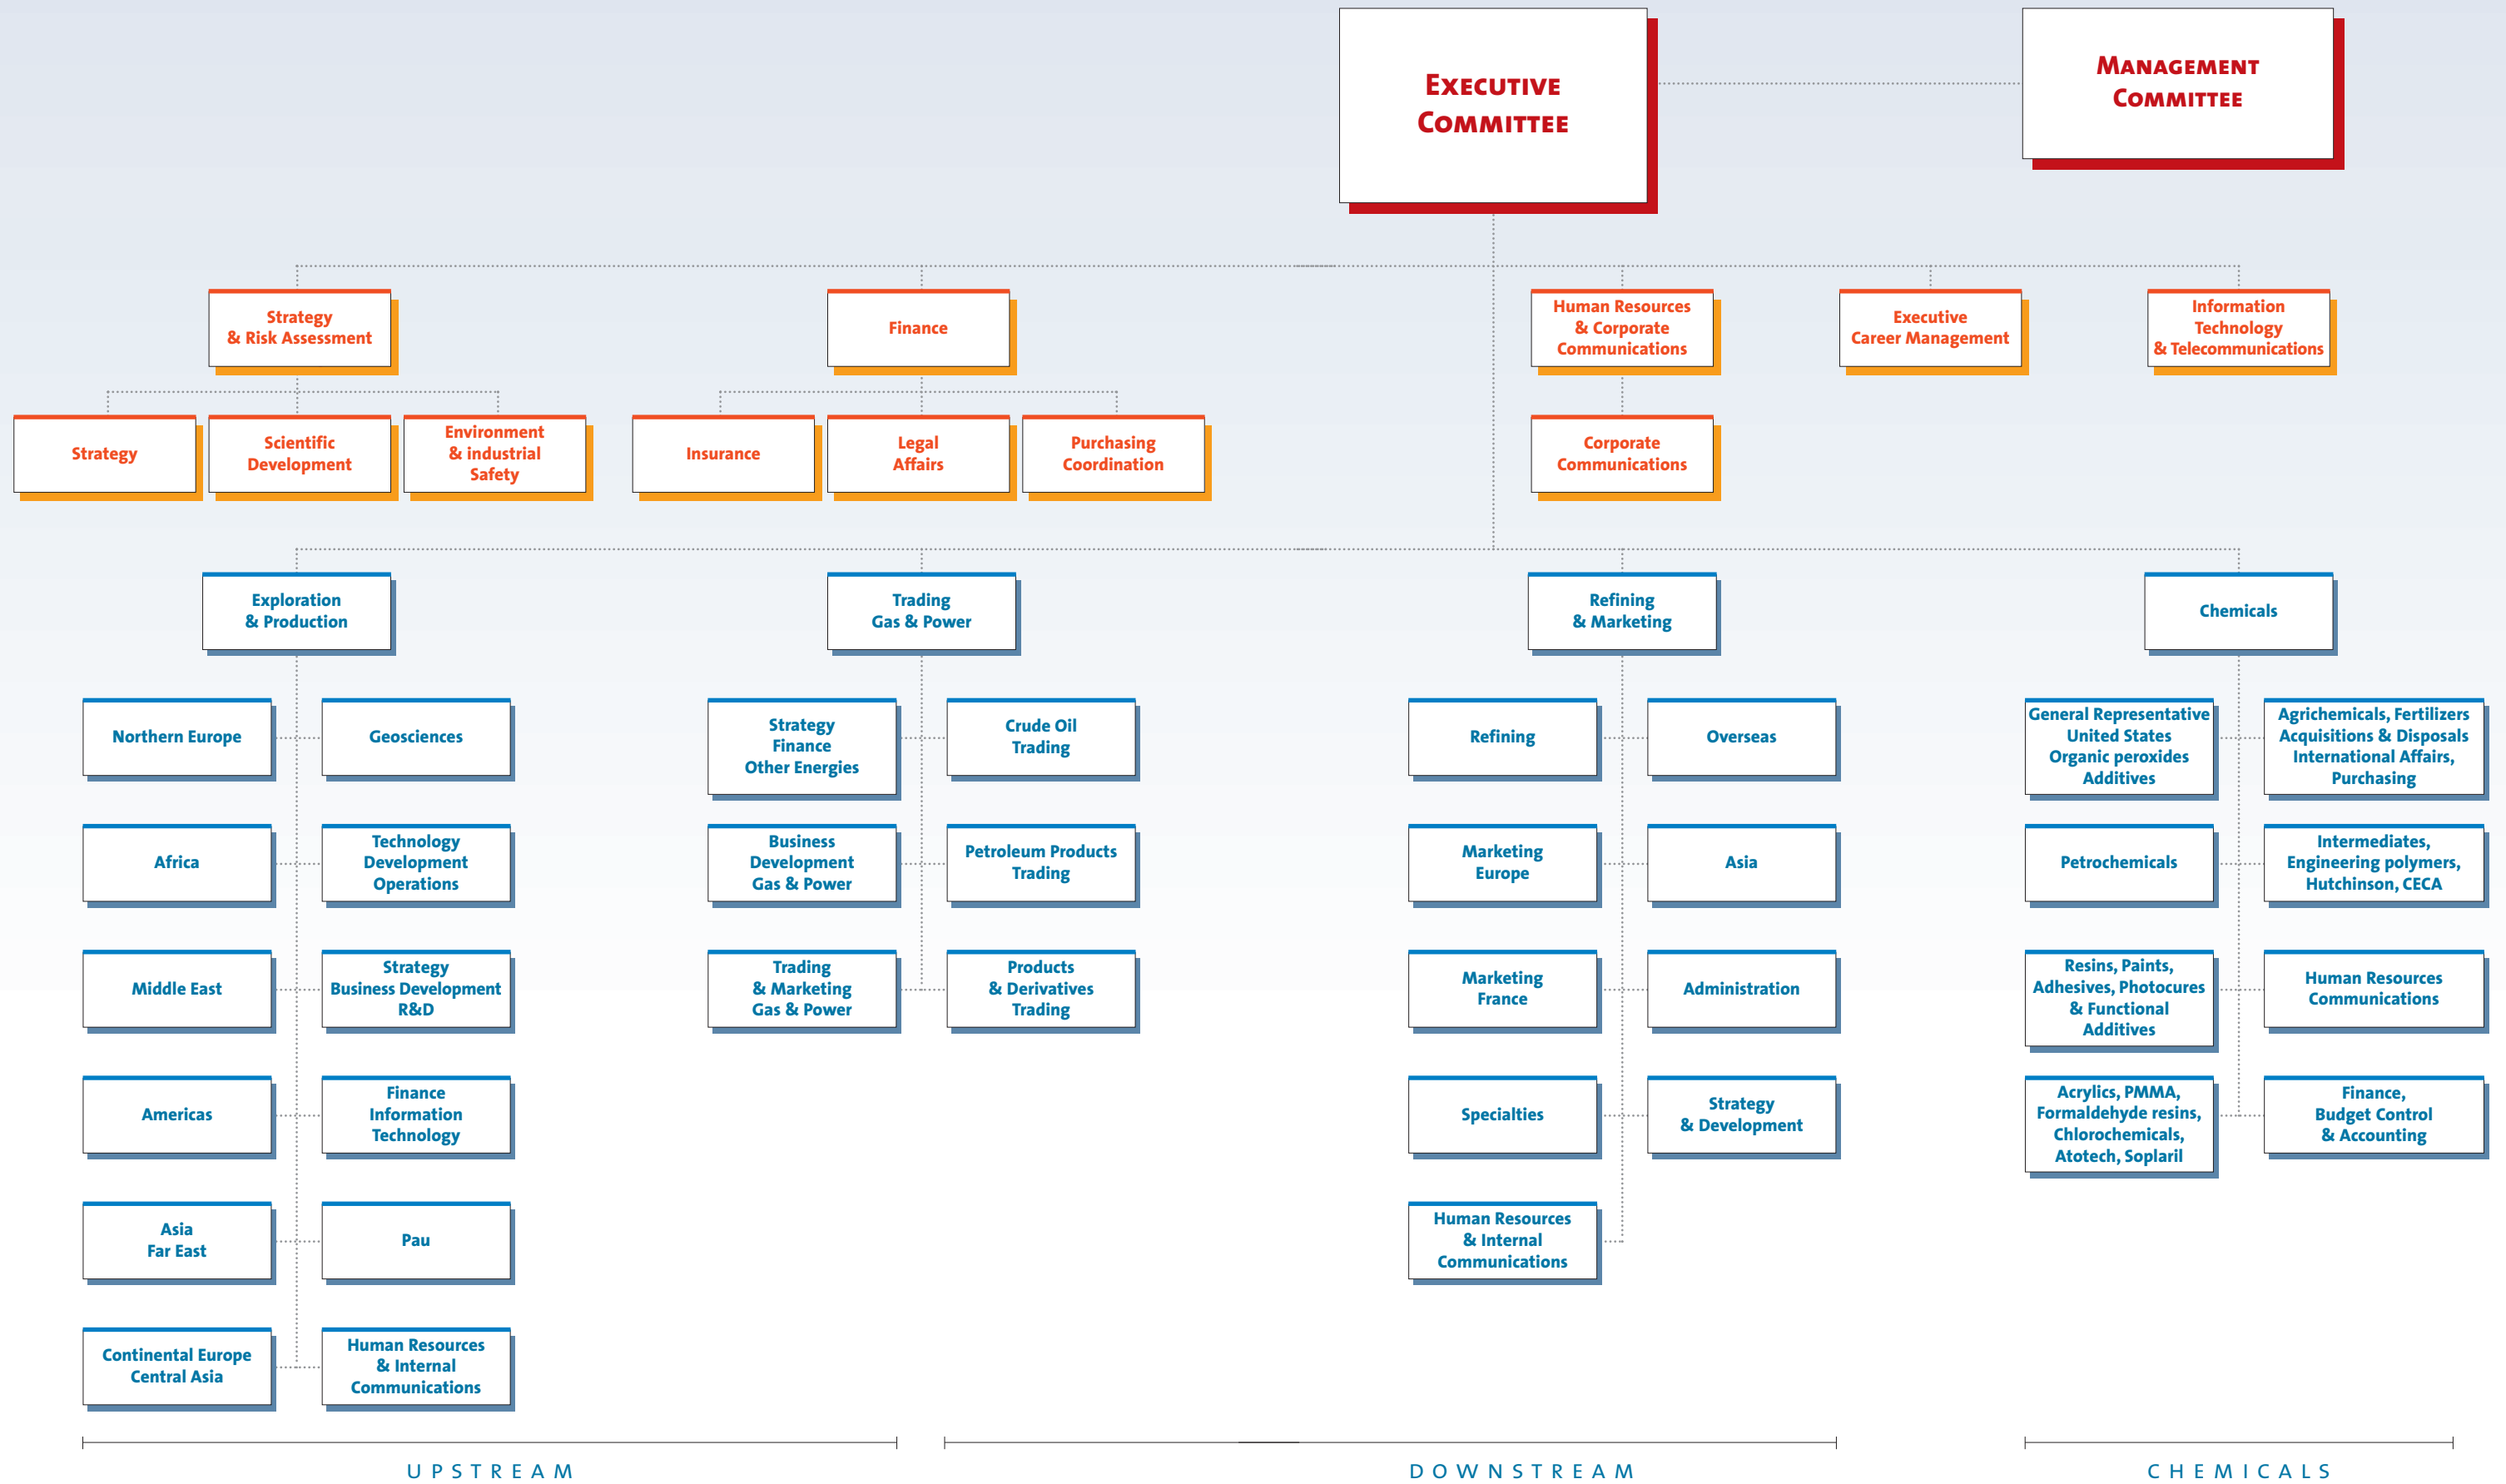 EXECUTIVE
COMMITTEE
MANAGEMENT
COMMITTEE
Strategy
& Risk Assessment
Finance
Human Resources
& Corporate
Communications
Executive
Career Management
Information
Technology
& Telecommunications
Strategy
Scientific
Development
Environment
& industrial
Safety
Insurance
Legal
Affairs
Purchasing
Coordination
Corporate
Communications
Exploration
& Production
Trading
Gas & Power
Refining
& Marketing
Chemicals
Northern Europe
Geosciences
Strategy
Finance
Other Energies
Crude Oil
Trading
Refining
Overseas
General Representative
United States
Organic peroxides
Additives
Agrichemicals, Fertilizers
Acquisitions & Disposals
International Affairs,
Purchasing
Africa
Technology
Development
Operations
Business
Development
Gas & Power
Petroleum Products
Trading
Marketing
Europe
Asia
Petrochemicals
Intermediates,
Engineering polymers,
Hutchinson, CECA
Middle East
Strategy
Business Development
R&D
Trading
& Marketing
Gas & Power
Products
& Derivatives
Trading
Marketing
France
Administration
Resins, Paints,
Adhesives, Photocures
& Functional
Additives
Human Resources
Communications
Americas
Finance
Information
Technology
Specialties
Strategy
& Development
Acrylics, PMMA,
Formaldehyde resins,
Chlorochemicals,
Atotech, Soplaril
Finance,
Budget Control
& Accounting
Asia
Far East
Pau
Human Resources
& Internal
Communications
Continental Europe
Central Asia
Human Resources
& Internal
Communications
UPSTREAM
DOWNSTREAM
CHEMICALS